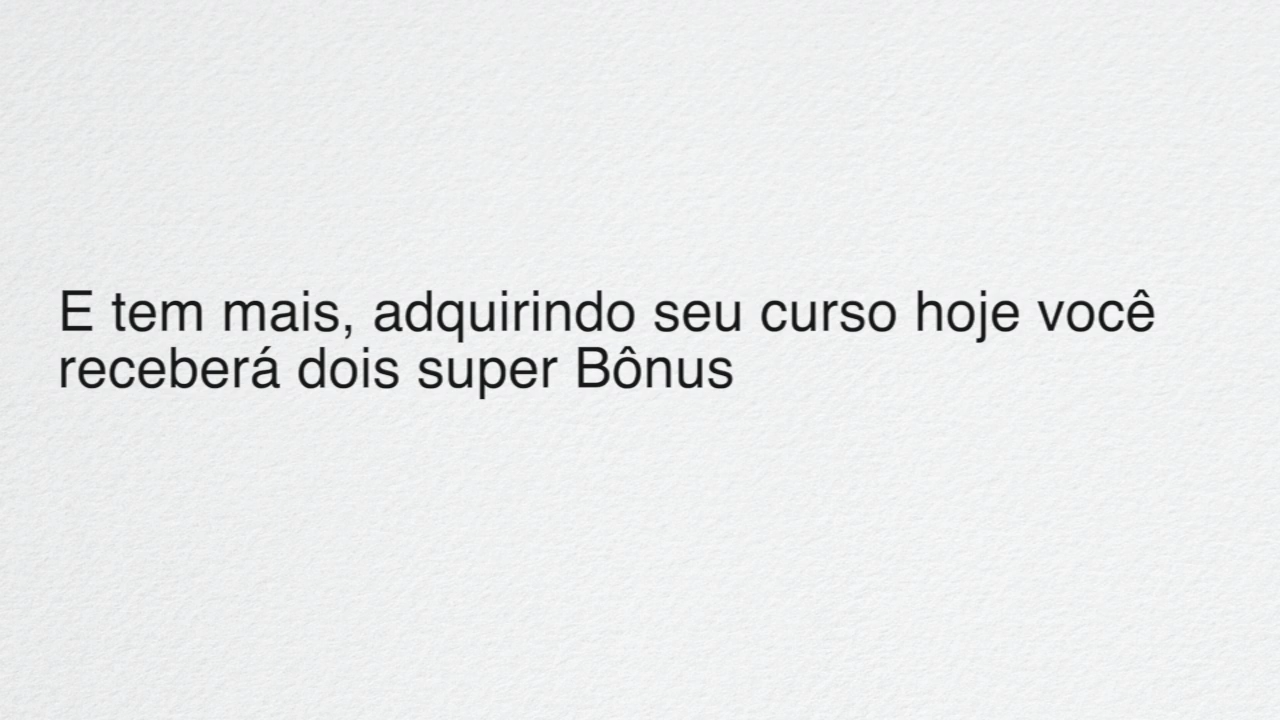 E tem mais, adquirindo seu curso hoje você
receberá dois super Bônus